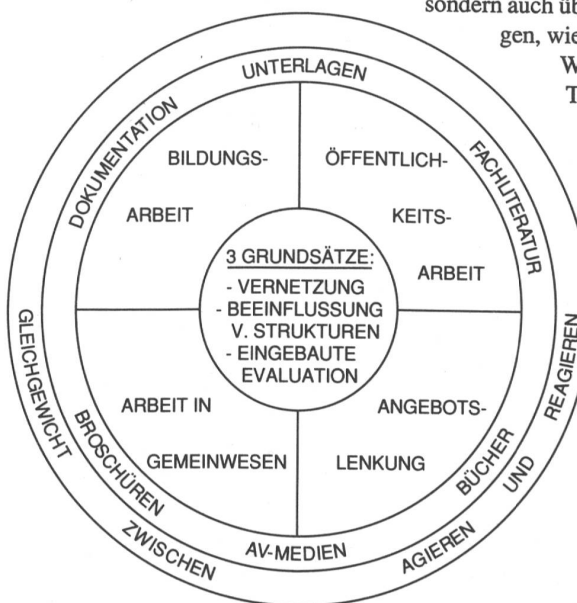 sondern auch üb
gen, wie
W
T
UNTERLAGEN
DOKUMENTATION
FACHLITERATUR
BILDUNGS-
ARBEIT
ÖFFENTLICH-
KEITS-
ARBEIT
3 GRUNDSÄTZE:
- VERNETZUNG
- BEEINFLUSSUNG
V. STRUKTUREN
- EINGEBAUTE
EVALUATION
ARBEIT IN
GEMEINWESEN
ANGEBOTS-
LENKUNG
BROSCHÜREN
AV-MEDIEN
BÜCHER
GLEICHGEWICHT
ZWISCHEN
AGIEREN
UND
REAGIEREN